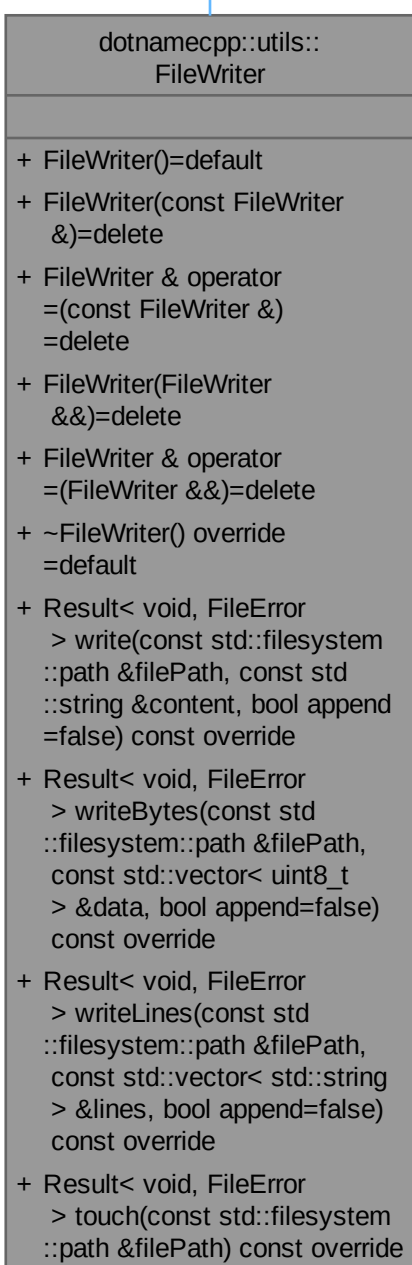 dotnamecpp::utils::
FileWriter
+ FileWriter()=default
+ FileWriter(const FileWriter
&)=delete
+ FileWriter & operator
=(const FileWriter &)
=delete
+ FileWriter(FileWriter
&&)=delete
+ FileWriter & operator
=(FileWriter &&)=delete
+ ~FileWriter() override
=default
+ Result< void, FileError
> write(const std::filesystem
::path &filePath, const std
::string &content, bool append
=false) const override
+ Result< void, FileError
> writeBytes(const std
::filesystem::path &filePath,
const std::vector< uint8_t
> &data, bool append=false)
const override
+ Result< void, FileError
> writeLines(const std
::filesystem::path &filePath,
const std::vector< std::string
> &lines, bool append=false)
const override
+ Result< void, FileError
> touch(const std::filesystem
::path &filePath) const override